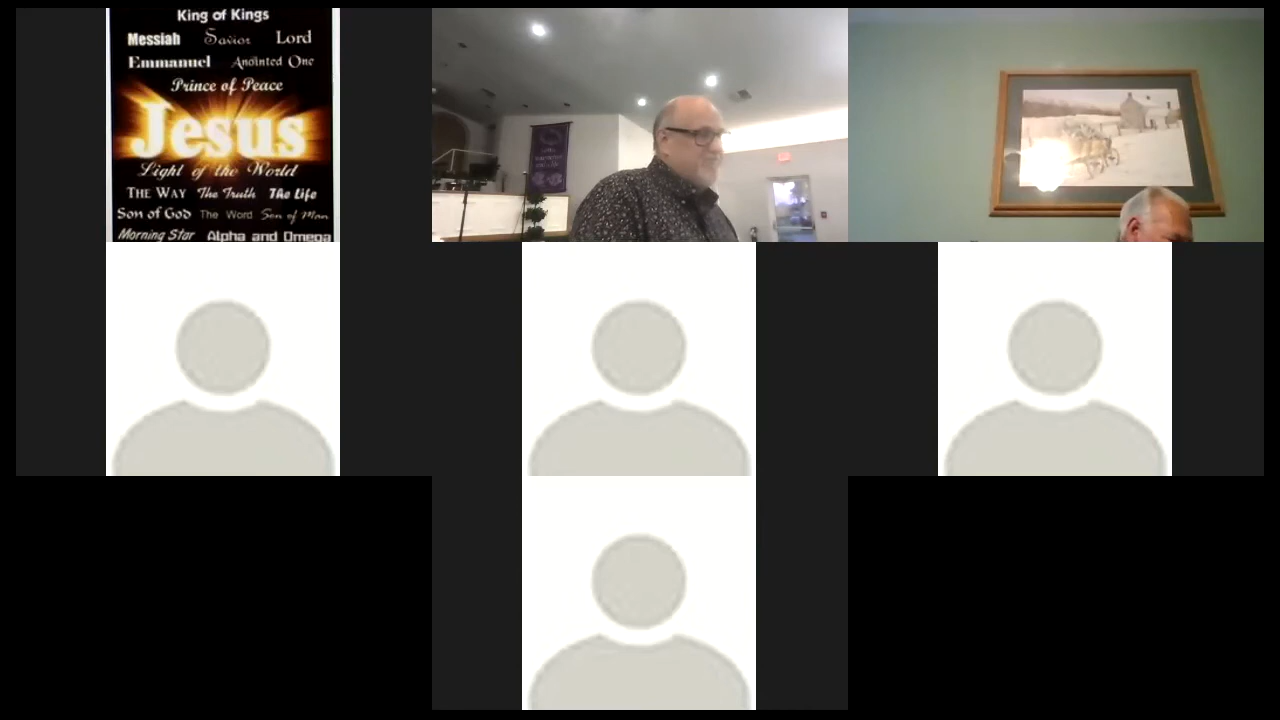 King of Kings
Messiah Savior Lord
Emmanuel Anointed One
Prince of Peace
Jesus
Light of the World
THE WAY The Truth The Life
Son of God The Word Son of Man
Morning Star Alpha and Omega